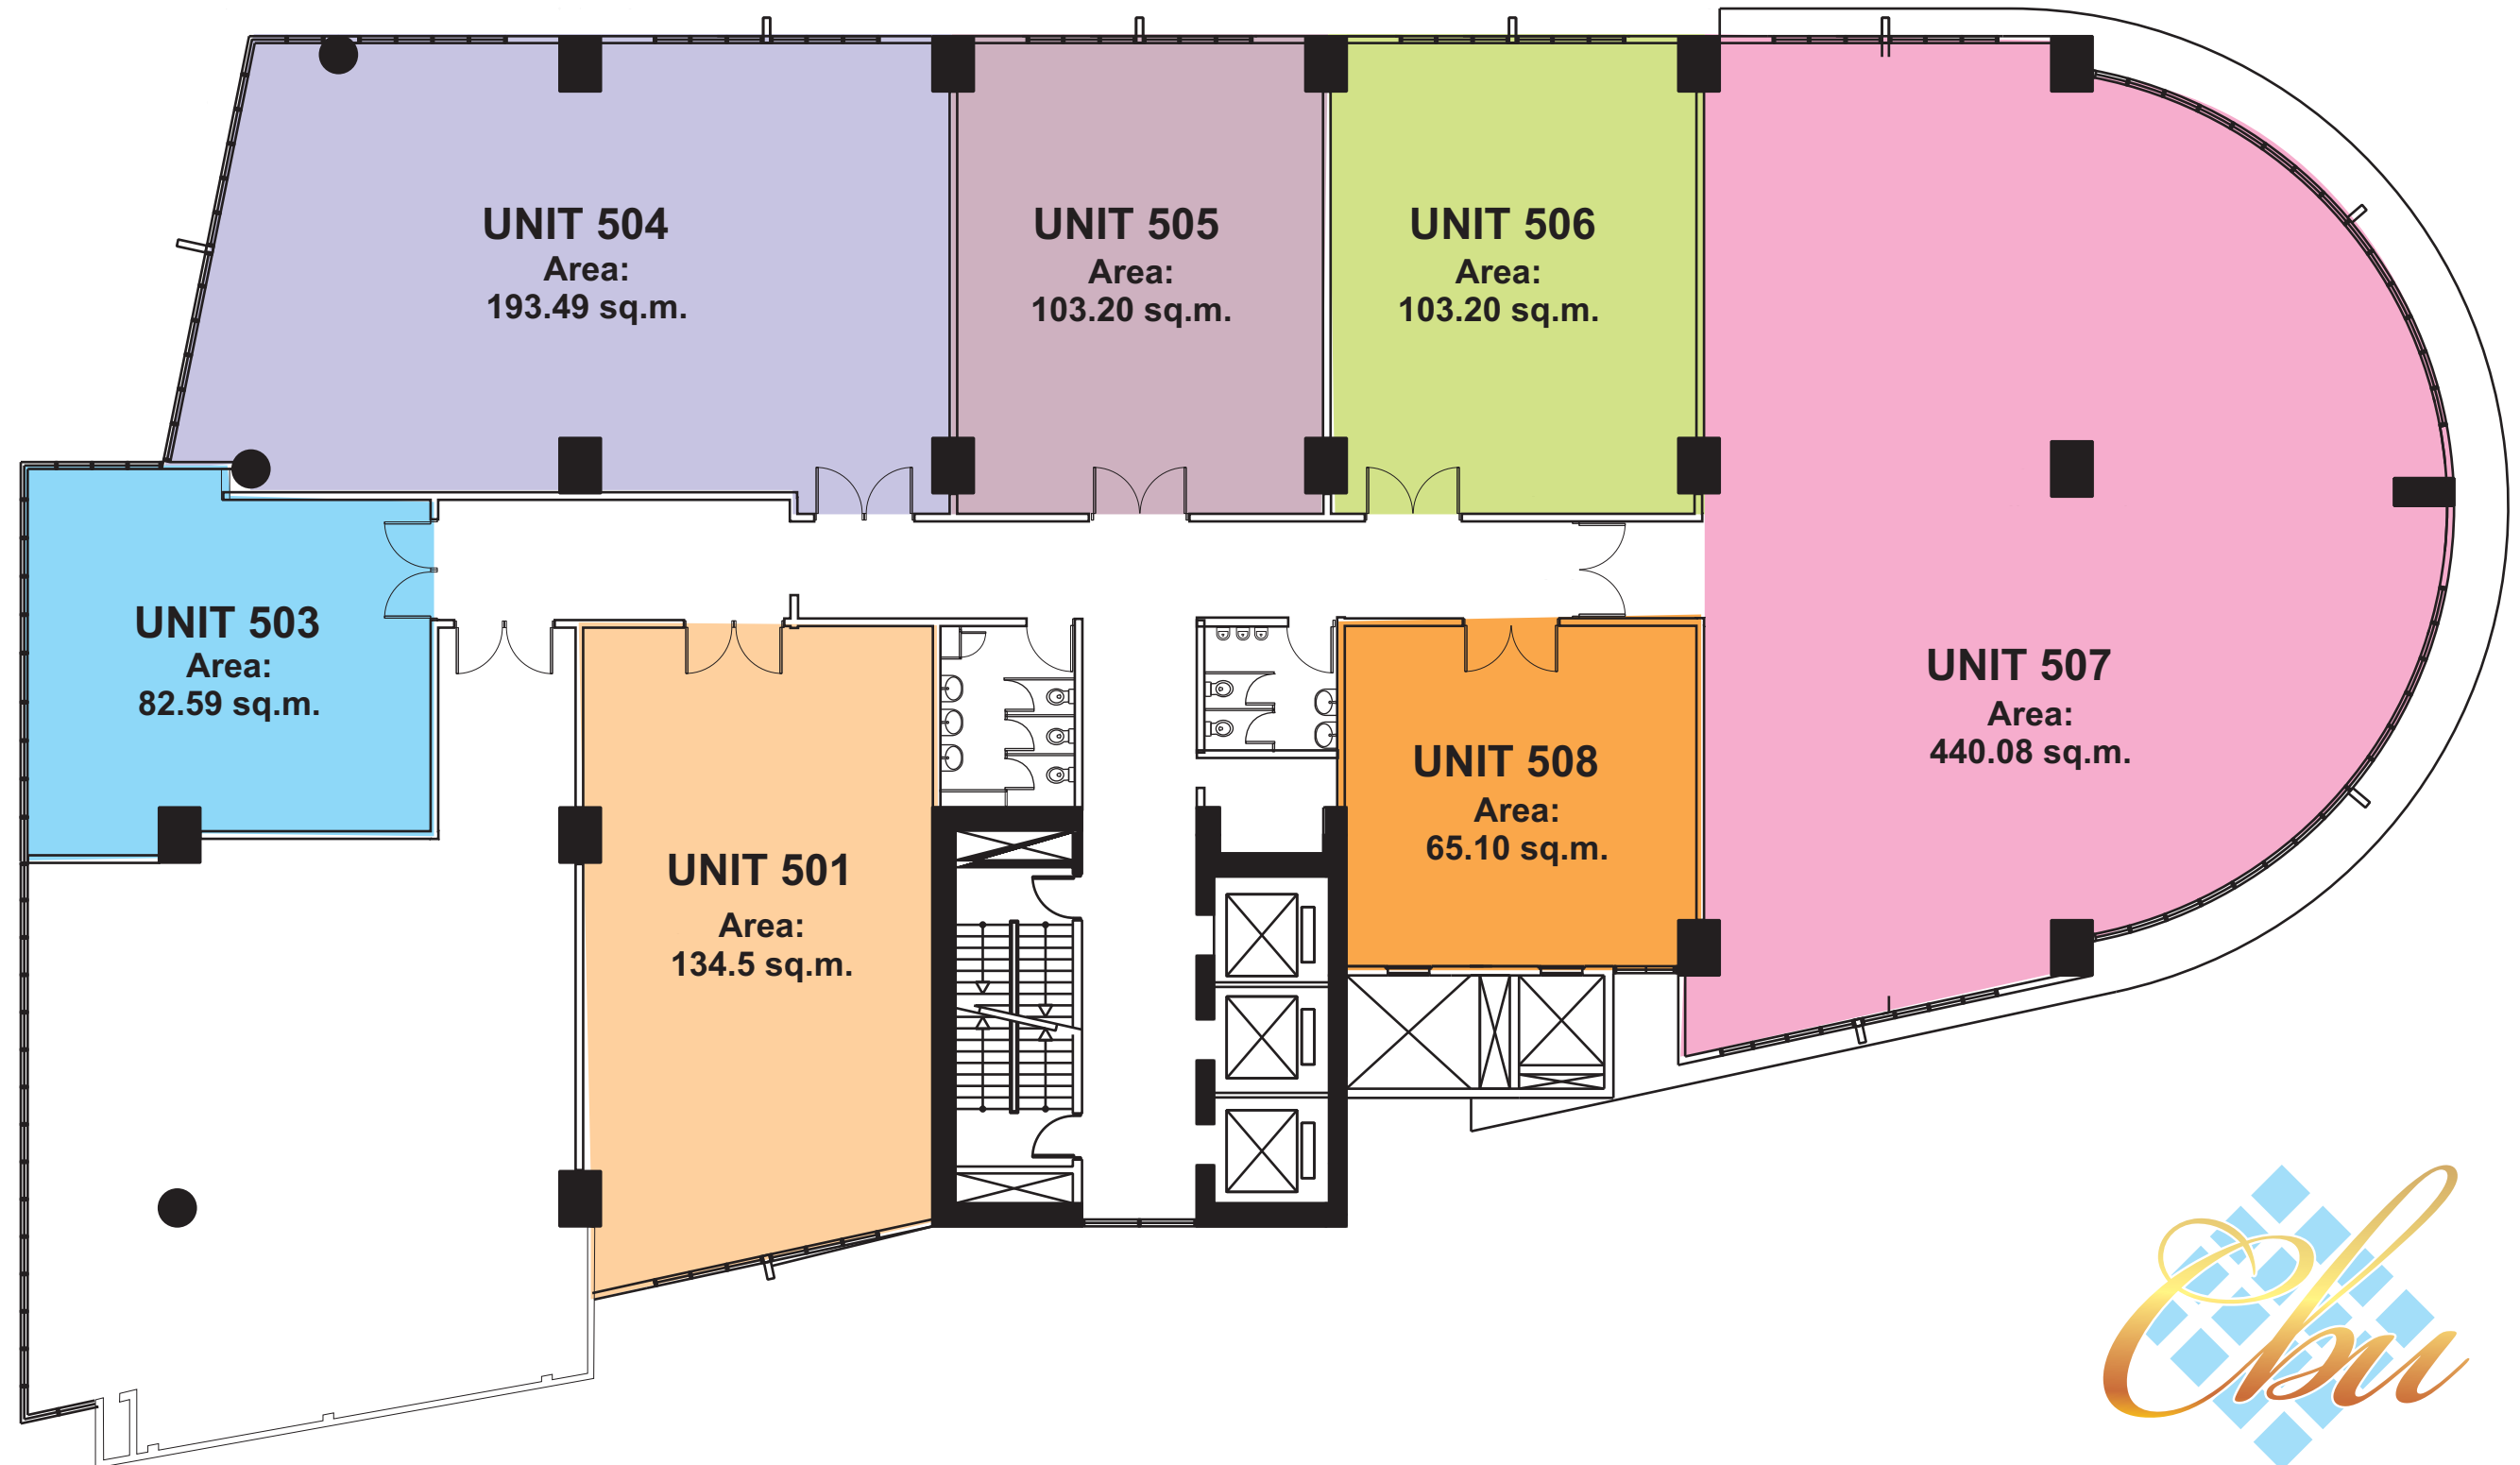 UNIT 504
Area:
193.49 sq.m.
UNIT 505
Area:
103.20 sq.m.
UNIT 506
Area:
103.20 sq.m.
UNIT 503
Area:
82.59 sq.m.
UNIT 507
Area:
440.08 sq.m.
UNIT 508
Area:
65.10 sq.m.
UNIT 501
Area:
134.5 sq.m.